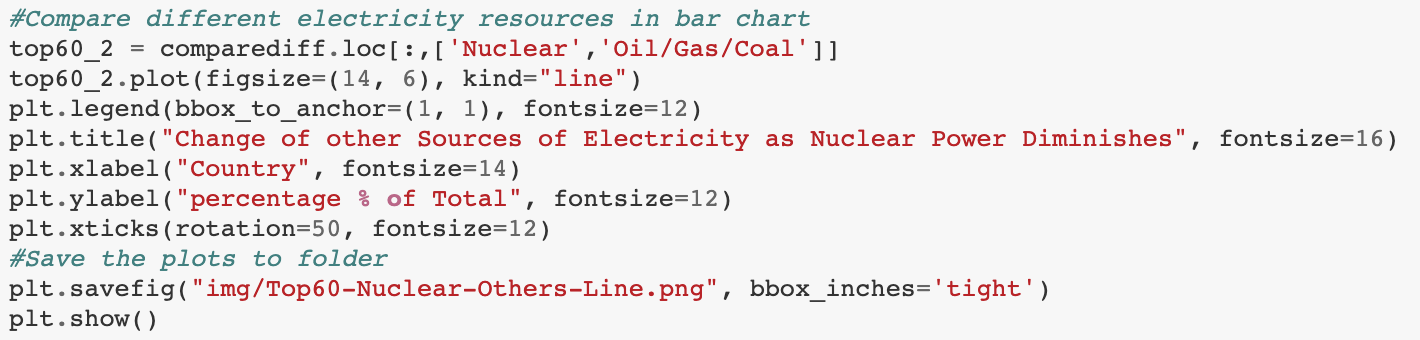 #Compare different electricity resources in bar chart
top60_2 = comparediff.loc[:,['Nuclear','Oil/Gas/Coal']]
top60_2.plot(figsize=(14, 6), kind="line")
plt.legend(bbox_to_anchor=(1, 1), fontsize=12)
plt.title("Change of other Sources of Electricity as Nuclear Power Diminishes", fontsize=16)
plt.xlabel("Country", fontsize=14)
plt.ylabel("percentage % of Total", fontsize=12)
plt.xticks(rotation=50, fontsize=12)
#Save the plots to folder
plt.savefig("img/Top60-Nuclear-Others-Line.png", bbox_inches='tight')
plt.show()